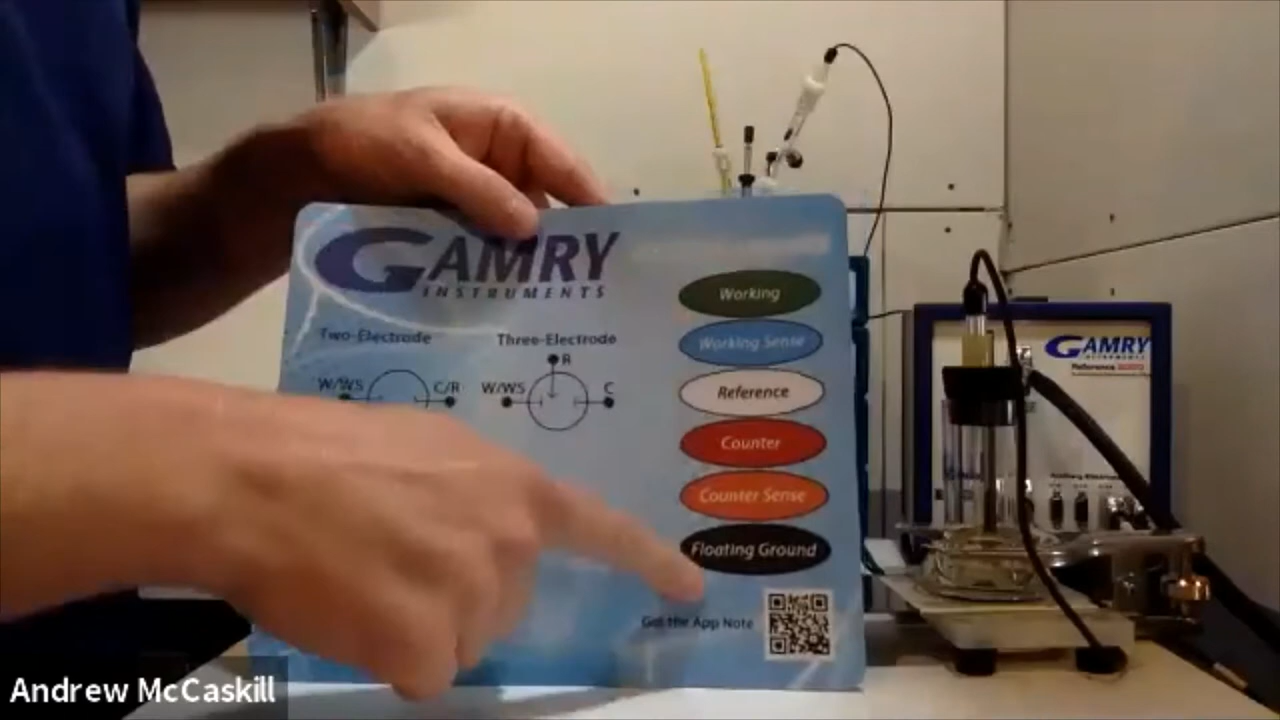 GAMRY
INSTRUMENTS
Two-Electrode
W/WS
C/R
Three-Electrode
R
W/WS
C
Working
Working Sense
Reference
Counter
Counter Sense
Floating Ground
Get the App Note
GAMRY
INSTRUMENTS
Reference
Andrew McCaskill